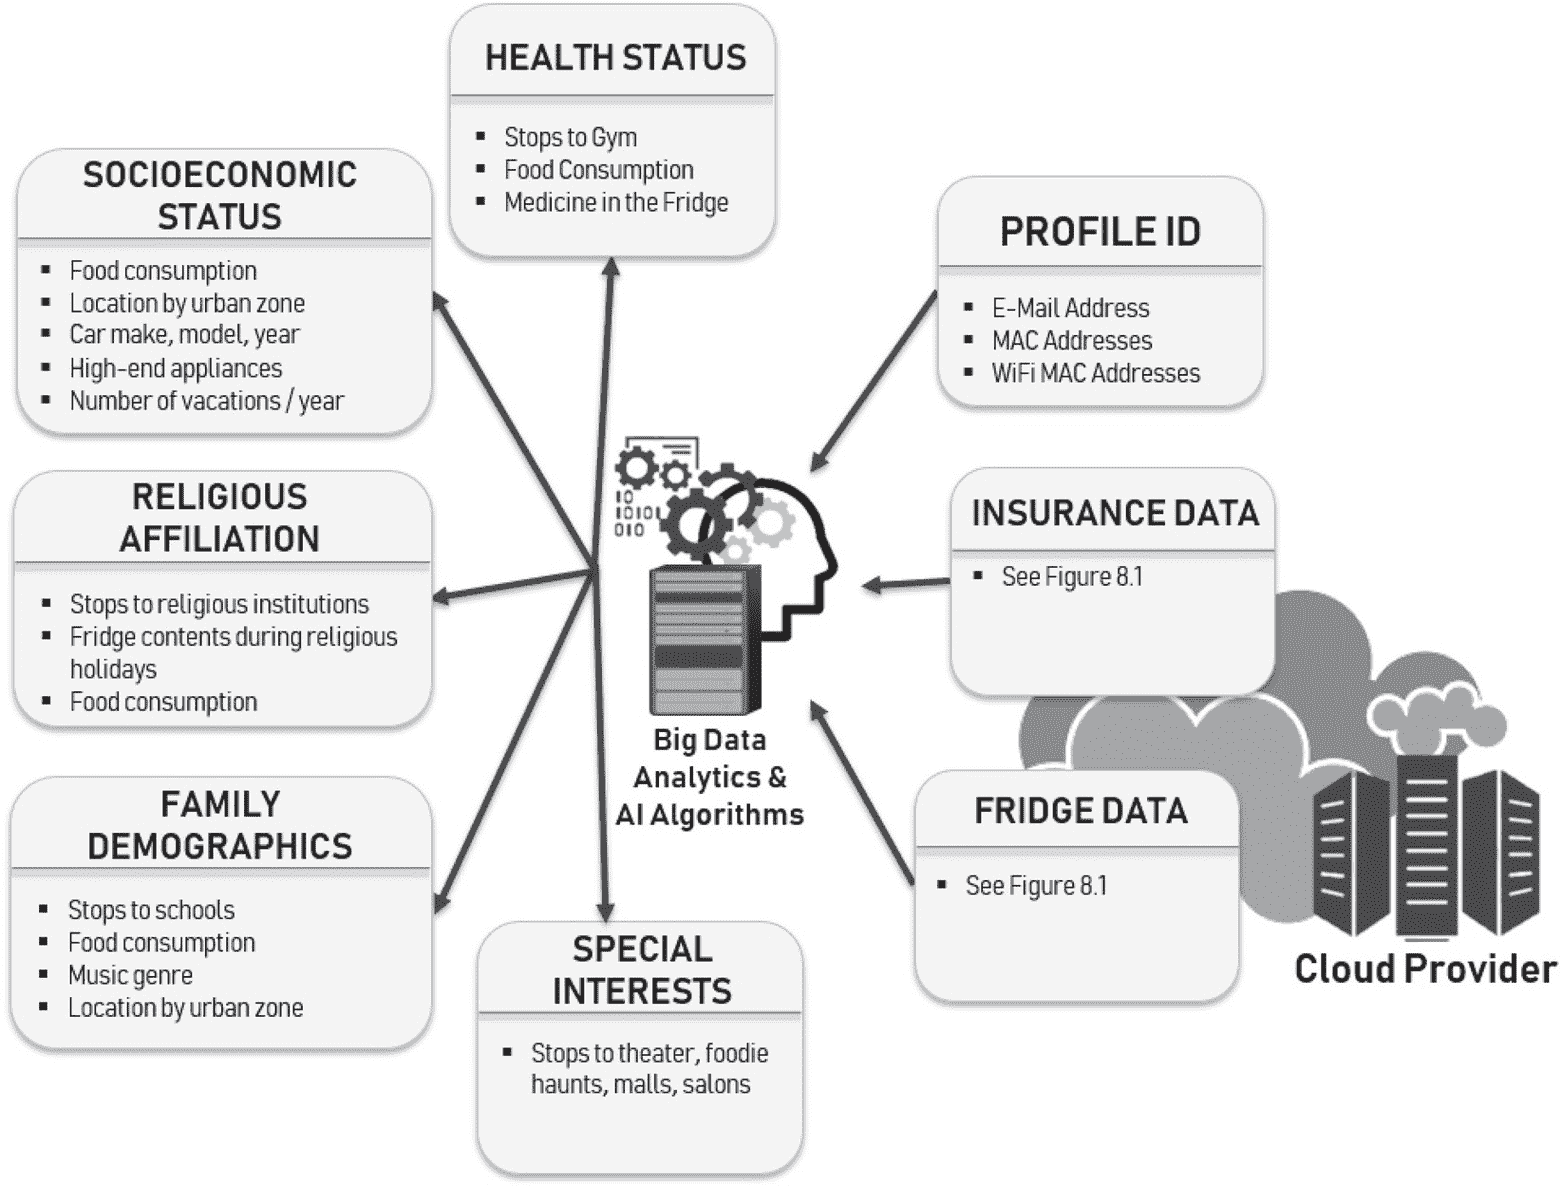 HEALTH STATUS
▪ Stops to Gym
▪ Food Consumption
▪ Medicine in the Fridge
SOCIOECONOMIC
STATUS
▪ Food consumption
▪ Location by urban zone
▪ Car make, model, year
▪ High-end appliances
▪ Number of vacations / year
PROFILE ID
▪ E-Mail Address
▪ MAC Addresses
▪ WiFi MAC Addresses
RELIGIOUS
AFFILIATION
▪ Stops to religious institutions
▪ Fridge contents during religious
holidays
▪ Food consumption
10
10101
010
Big Data
Analytics &
AI Algorithms
INSURANCE DATA
▪ See Figure 8.1
FAMILY
DEMOGRAPHICS
▪ Stops to schools
▪ Food consumption
▪ Music genre
▪ Location by urban zone
SPECIAL
INTERESTS
▪ Stops to theater, foodie
haunts, malls, salons
FRIDGE DATA
▪ See Figure 8.1
Cloud Provider